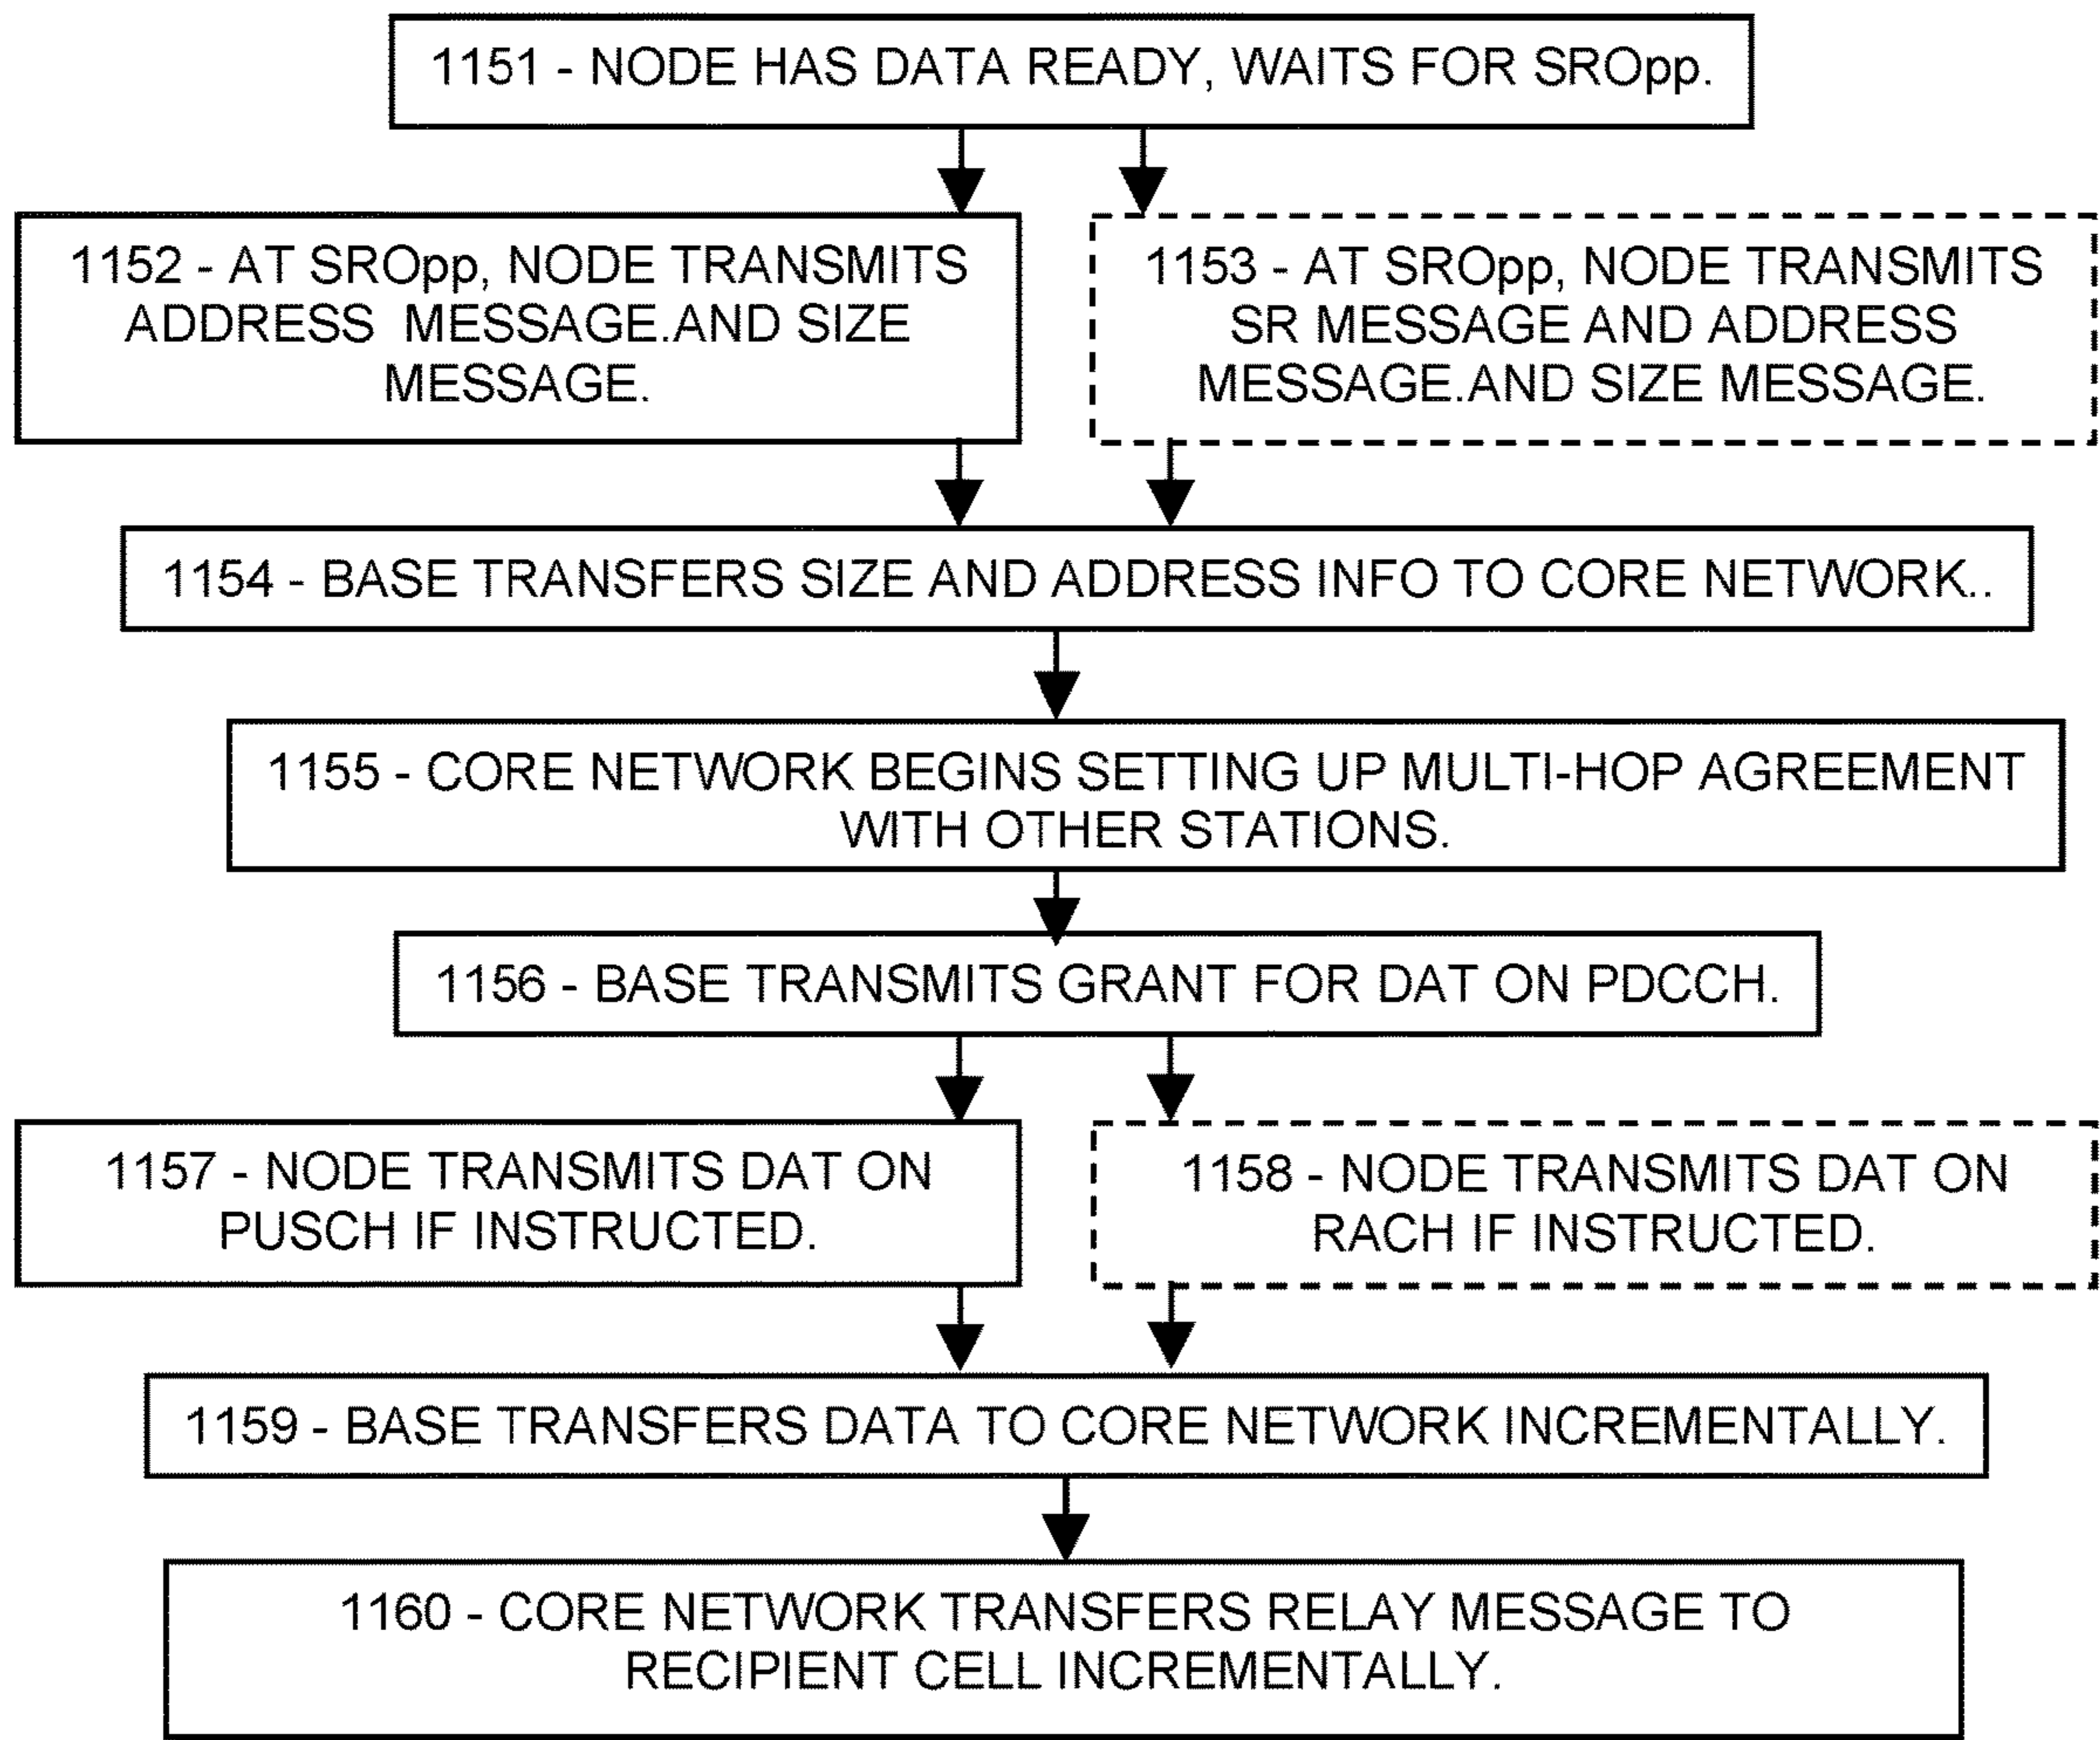 1151 - NODE HAS DATA READY, WAITS FOR SROpp.
1152 - AT SROpp, NODE TRANSMITS
ADDRESS MESSAGE.AND SIZE
MESSAGE.
1153 - AT SROpp, NODE TRANSMITS
SR MESSAGE AND ADDRESS
MESSAGE.AND SIZE MESSAGE.
1154 - BASE TRANSFERS SIZE AND ADDRESS INFO TO CORE NETWORK..
1155 - CORE NETWORK BEGINS SETTING UP MULTI-HOP AGREEMENT
WITH OTHER STATIONS.
1156 - BASE TRANSMITS GRANT FOR DAT ON PDCCH.
1157 - NODE TRANSMITS DAT ON
PUSCH IF INSTRUCTED.
1158 - NODE TRANSMITS DAT ON
RACH IF INSTRUCTED.
1159 - BASE TRANSFERS DATA TO CORE NETWORK INCREMENTALLY.
1160 - CORE NETWORK TRANSFERS RELAY MESSAGE TO
RECIPIENT CELL INCREMENTALLY.